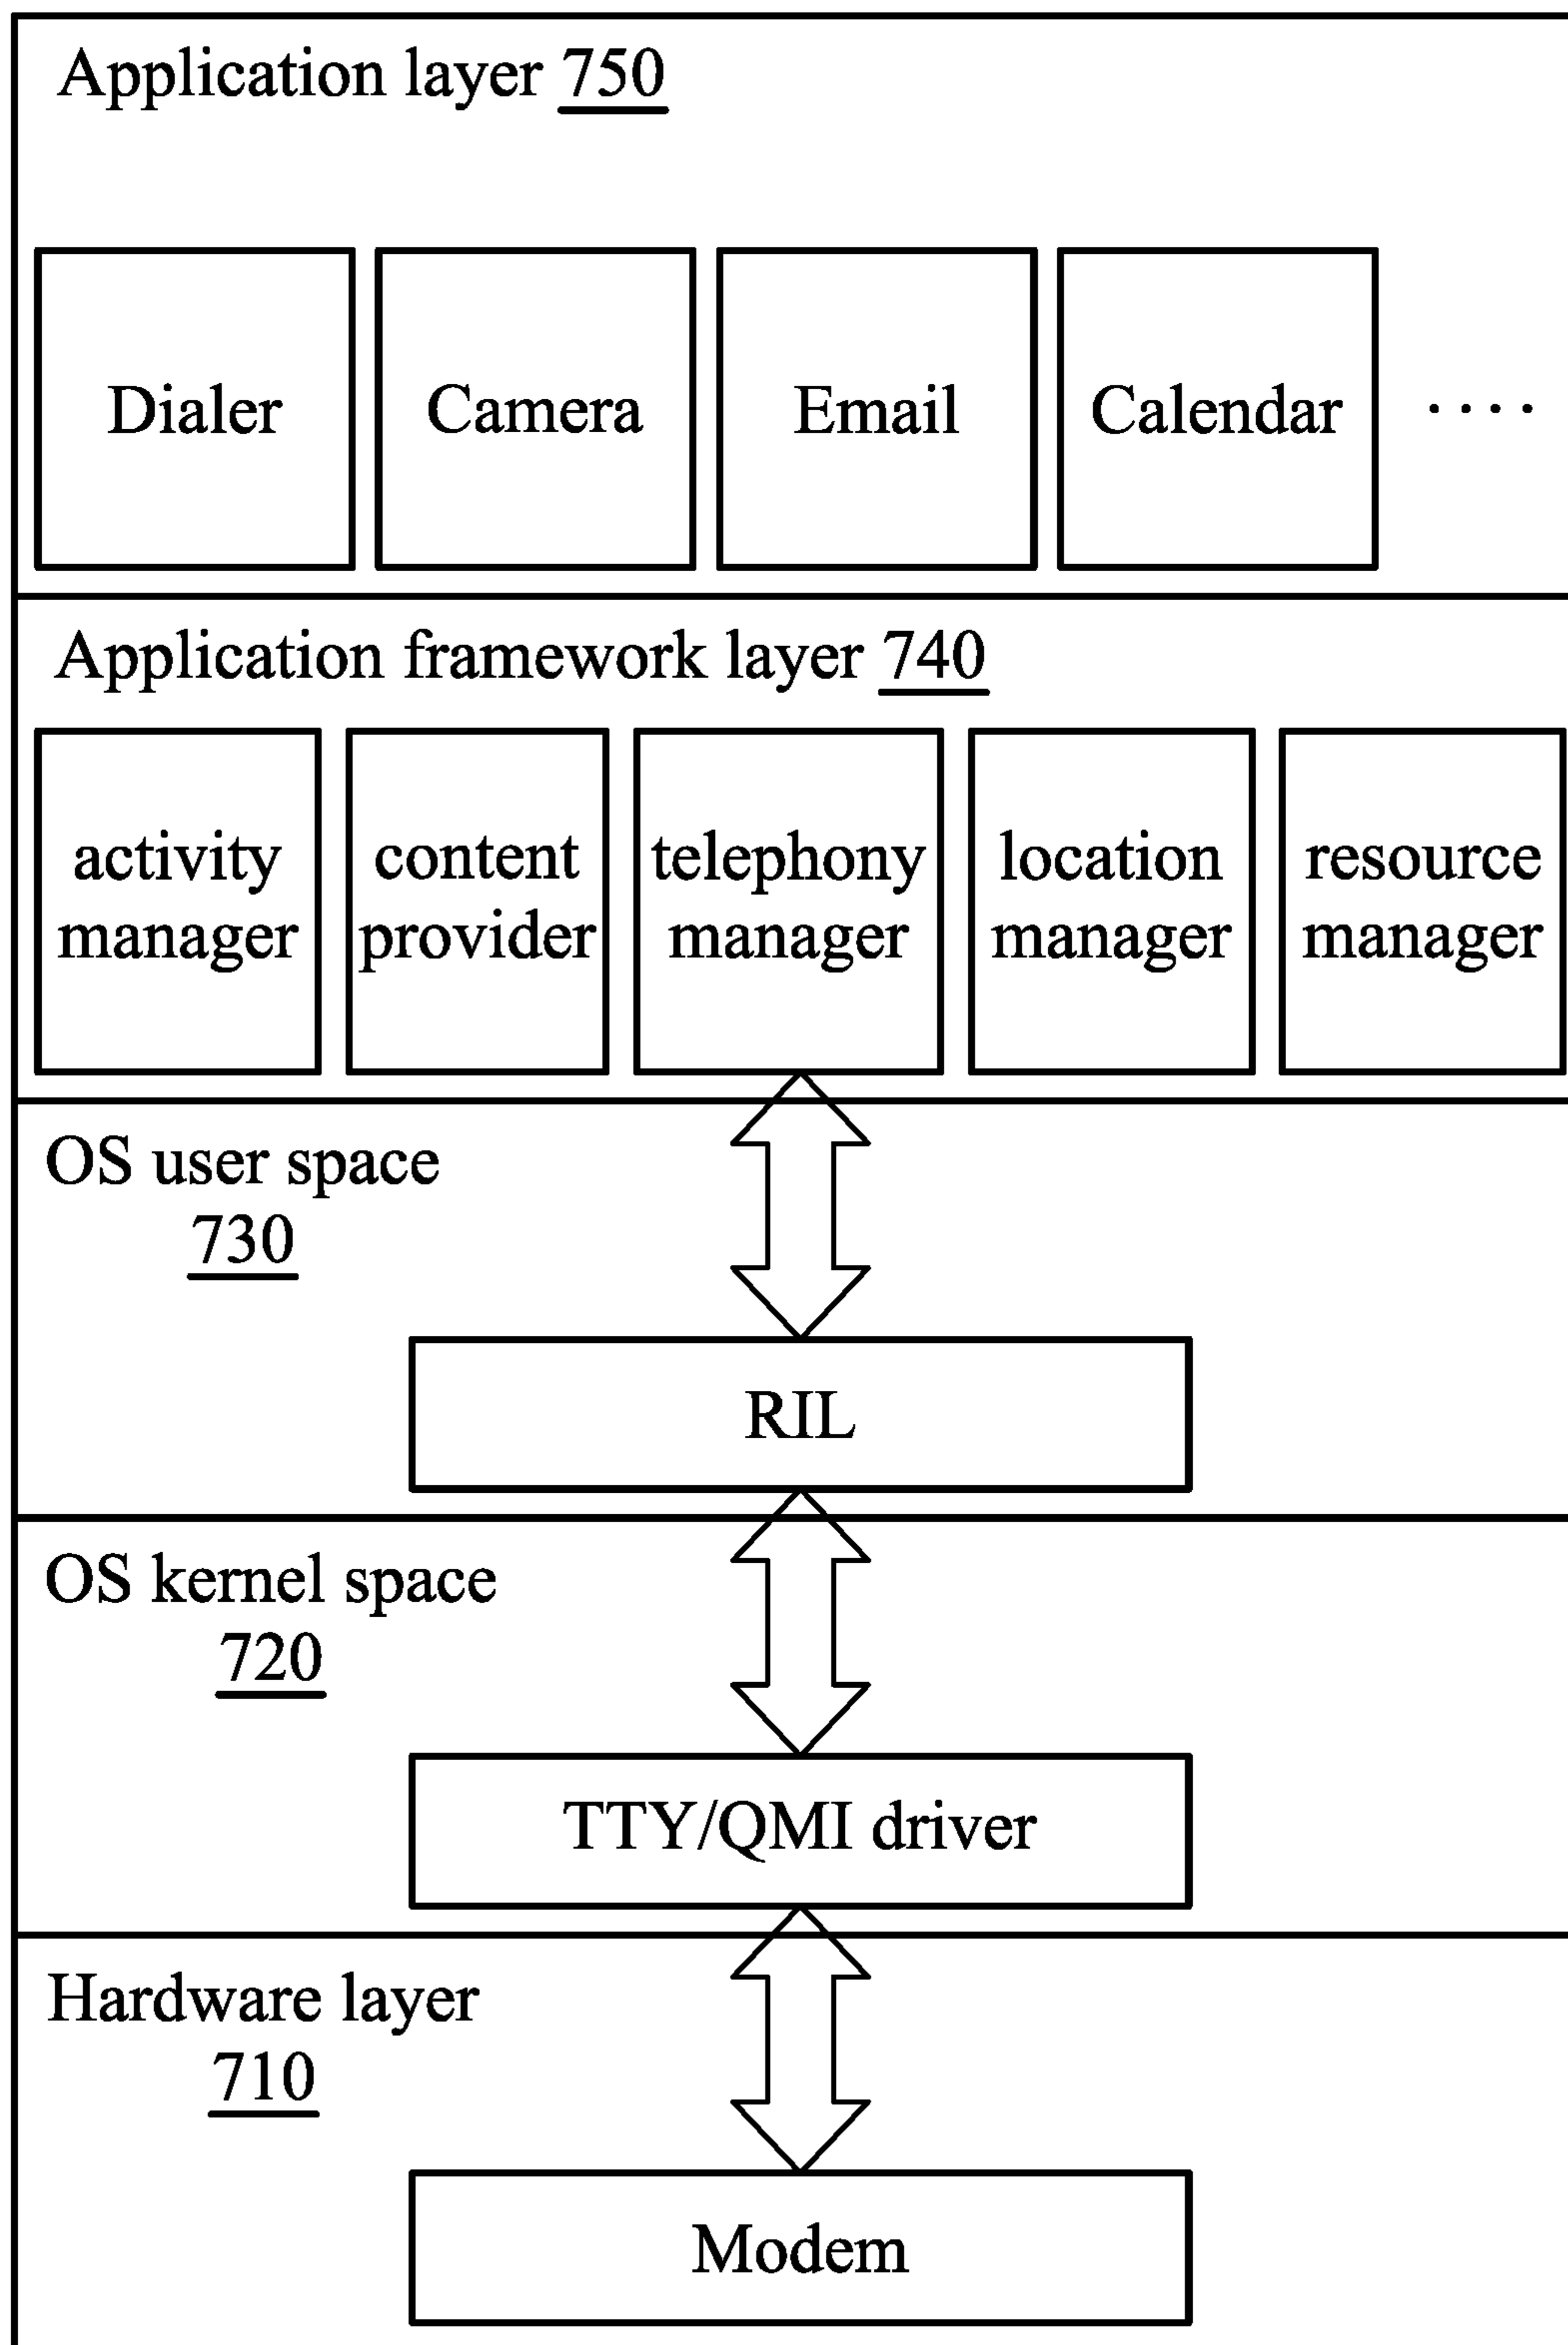 Application layer 750
Dialer
Camera
Email
Calendar
....
Application framework layer 740
activity
manager
content
provider
telephony
manager
location
manager
resource
manager
OS user space
730
RIL
OS kernel space
720
TTY/QMI driver
Hardware layer
710
Modem